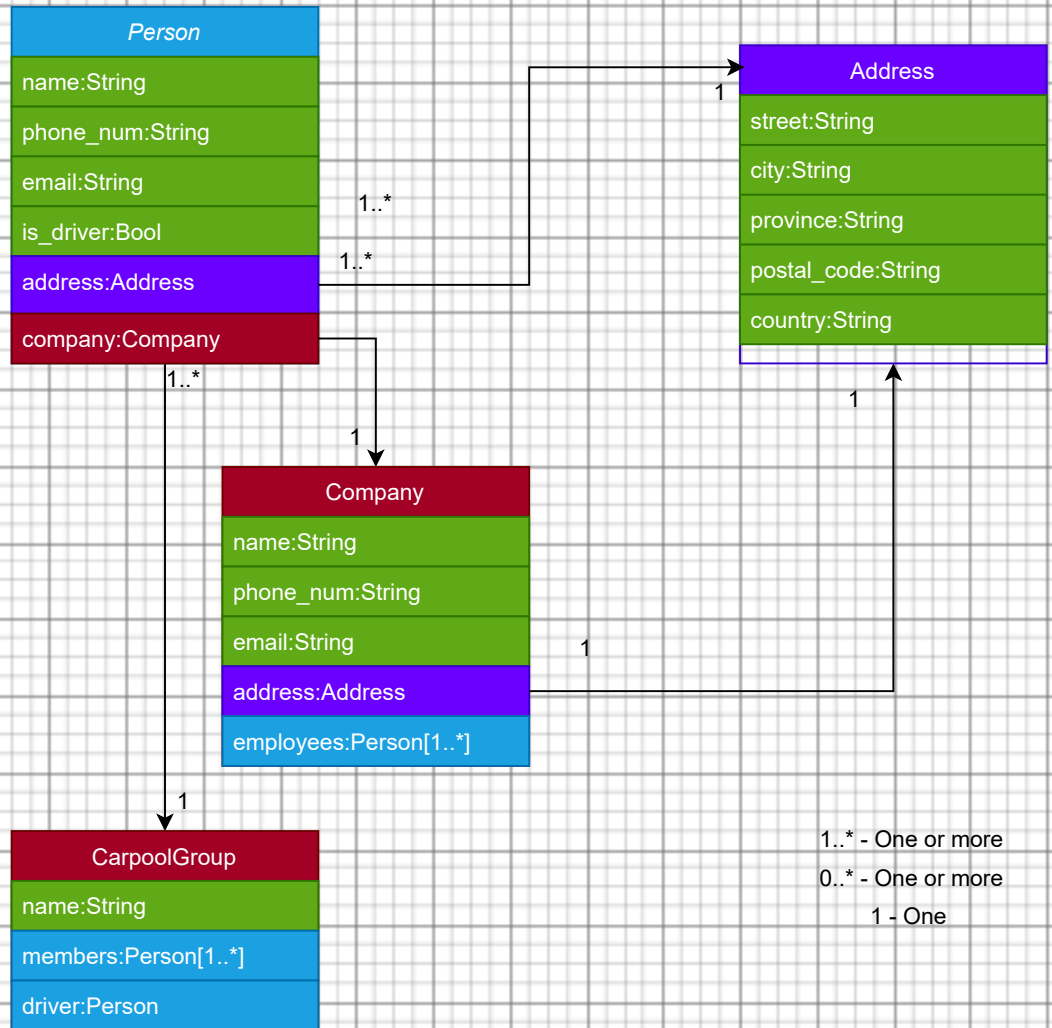 Person
name:String
phone_num:String
email:String
is_driver:Bool
address:Address
company:Company
1..*
1..*
1..*
1
Address
street:String
city:String
province:String
postal_code:String
country:String
1
1
Company
name:String
phone_num:String
email:String
address:Address
employees:Person[1..*]
1
1
CarpoolGroup
name:String
members:Person[1..*]
driver:Person
1..* - One or more
0..* - One or more
1 - One